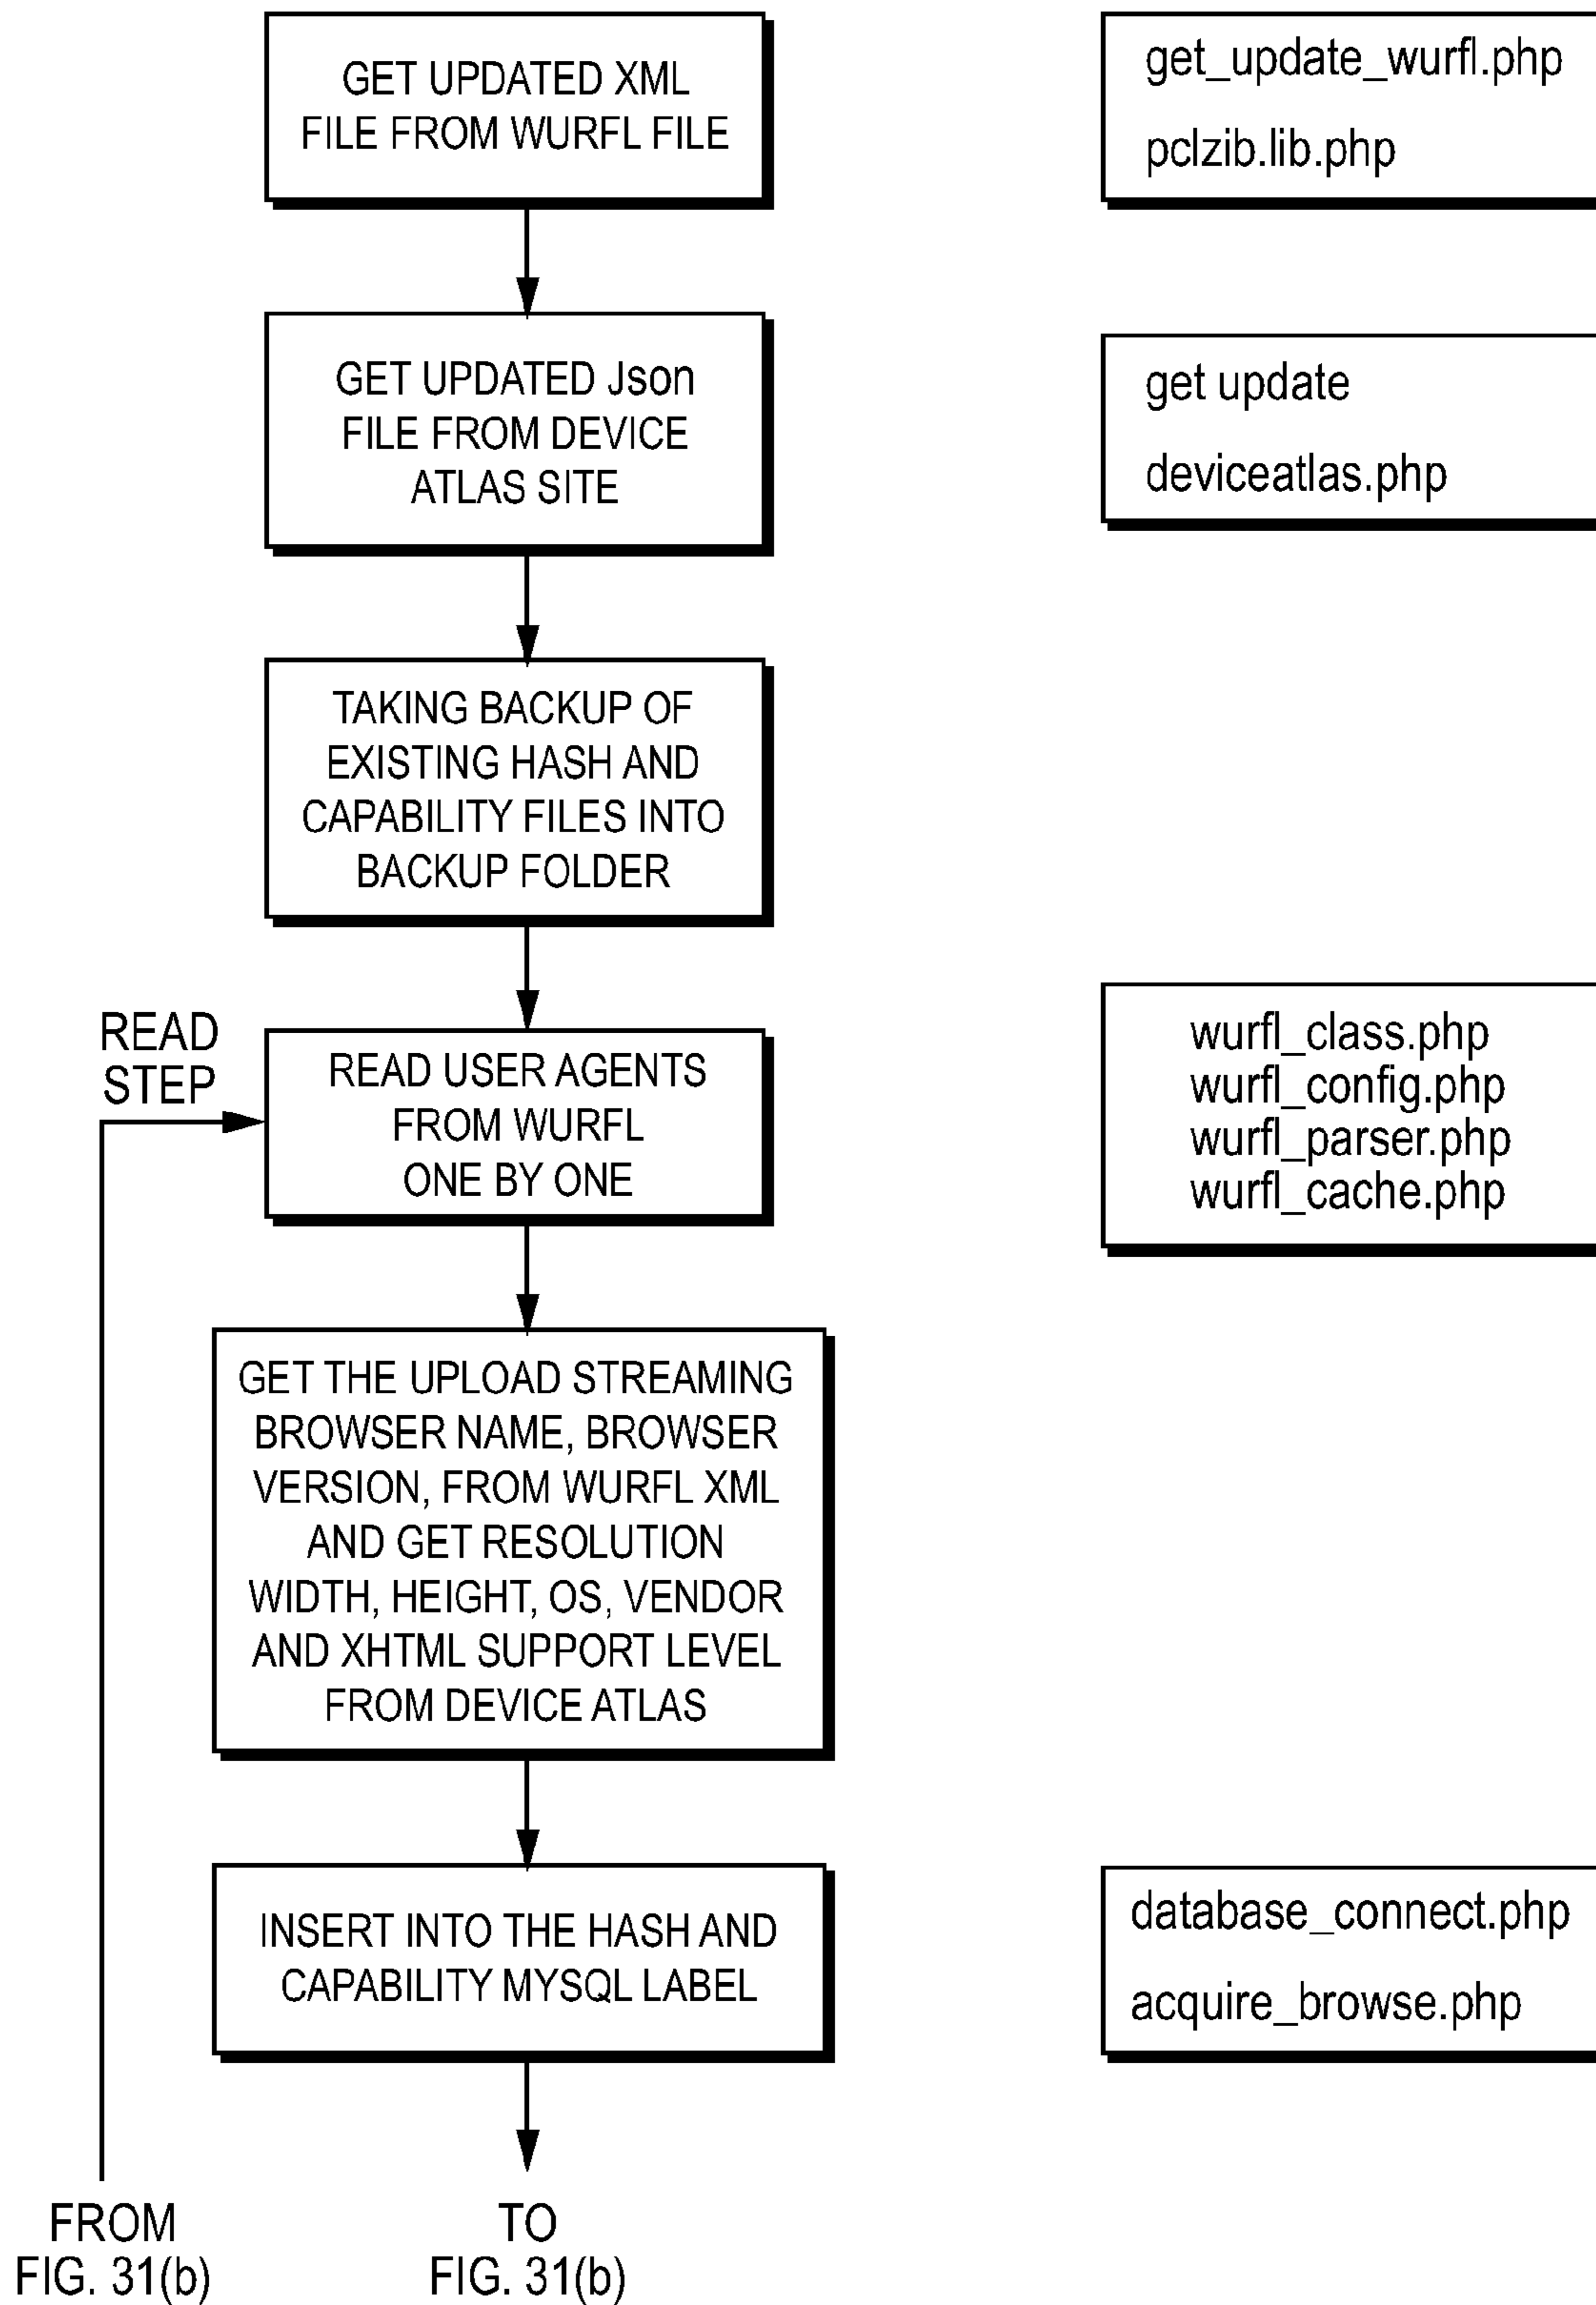 GET UPDATED XML
FILE FROM WURFL FILE
get_update_wurfl.php
pclzib.lib.php
GET UPDATED Json
FILE FROM DEVICE
ATLAS SITE
get update
deviceatlas.php
TAKING BACKUP OF
EXISTING HASH AND
CAPABILITY FILES INTO
BACKUP FOLDER
READ
STEP
READ USER AGENTS
FROM WURFL
ONE BY ONE
wurfl_class.php
wurfl_config.php
wurfl_parser.php
wurfl_cache.php
GET THE UPLOAD STREAMING
BROWSER NAME, BROWSER
VERSION, FROM WURFL XML
AND GET RESOLUTION
WIDTH, HEIGHT, OS, VENDOR
AND XHTML SUPPORT LEVEL
FROM DEVICE ATLAS
INSERT INTO THE HASH AND
CAPABILITY MYSQL LABEL
database_connect.php
acquire_browse.php
FROM
FIG. 31(b)
TO
FIG. 31(b)